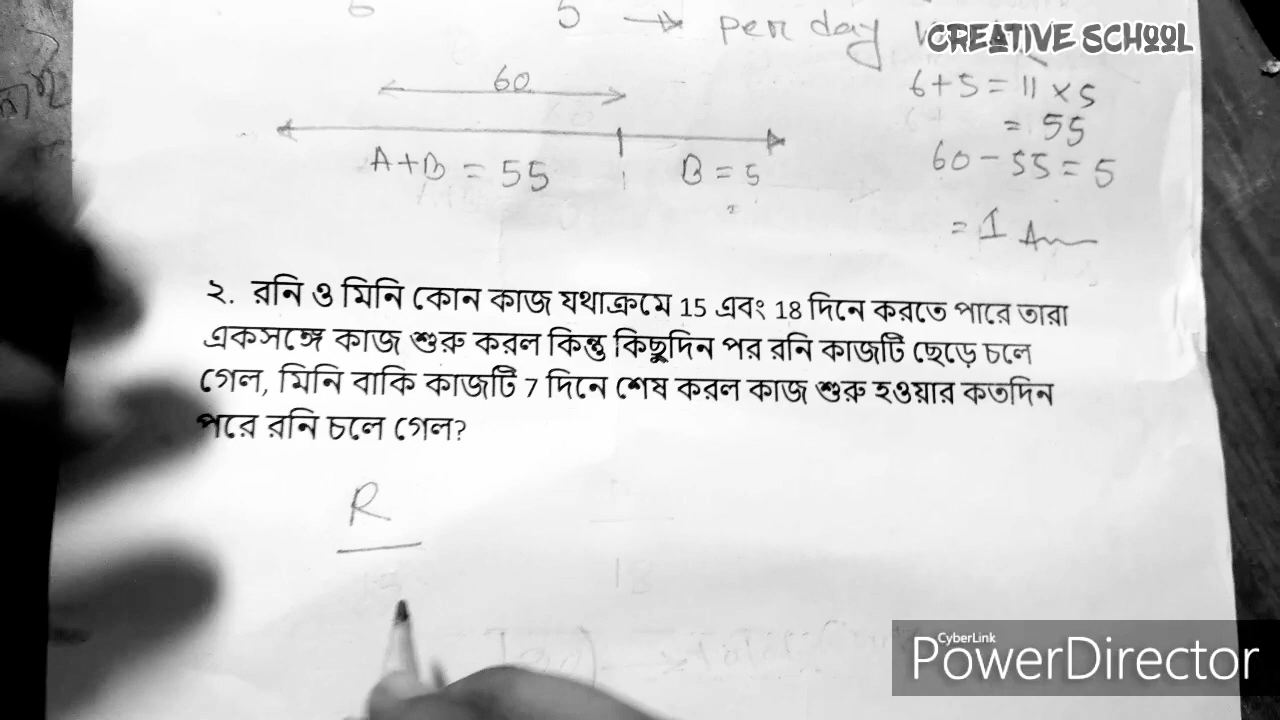 5 → per day
CREATIVE SCHOOL
60
6+5 = 11 × 5
= 55
A+B = 55 B = 5
60 - 55 = 5
= 1 Ans
২. রনি ও মিনি কোন কাজ যথাক্রমে 15 এবং 18 দিনে করতে পারে তারা
একসঙ্গে কাজ শুরু করল কিন্তু কিছুদিন পর রনি কাজটি ছেড়ে চলে
গেল, মিনি বাকি কাজটি 7 দিনে শেষ করল কাজ শুরু হওয়ার কতদিন
পরে রনি চলে গেল?
R
18
CyberLink
PowerDirector